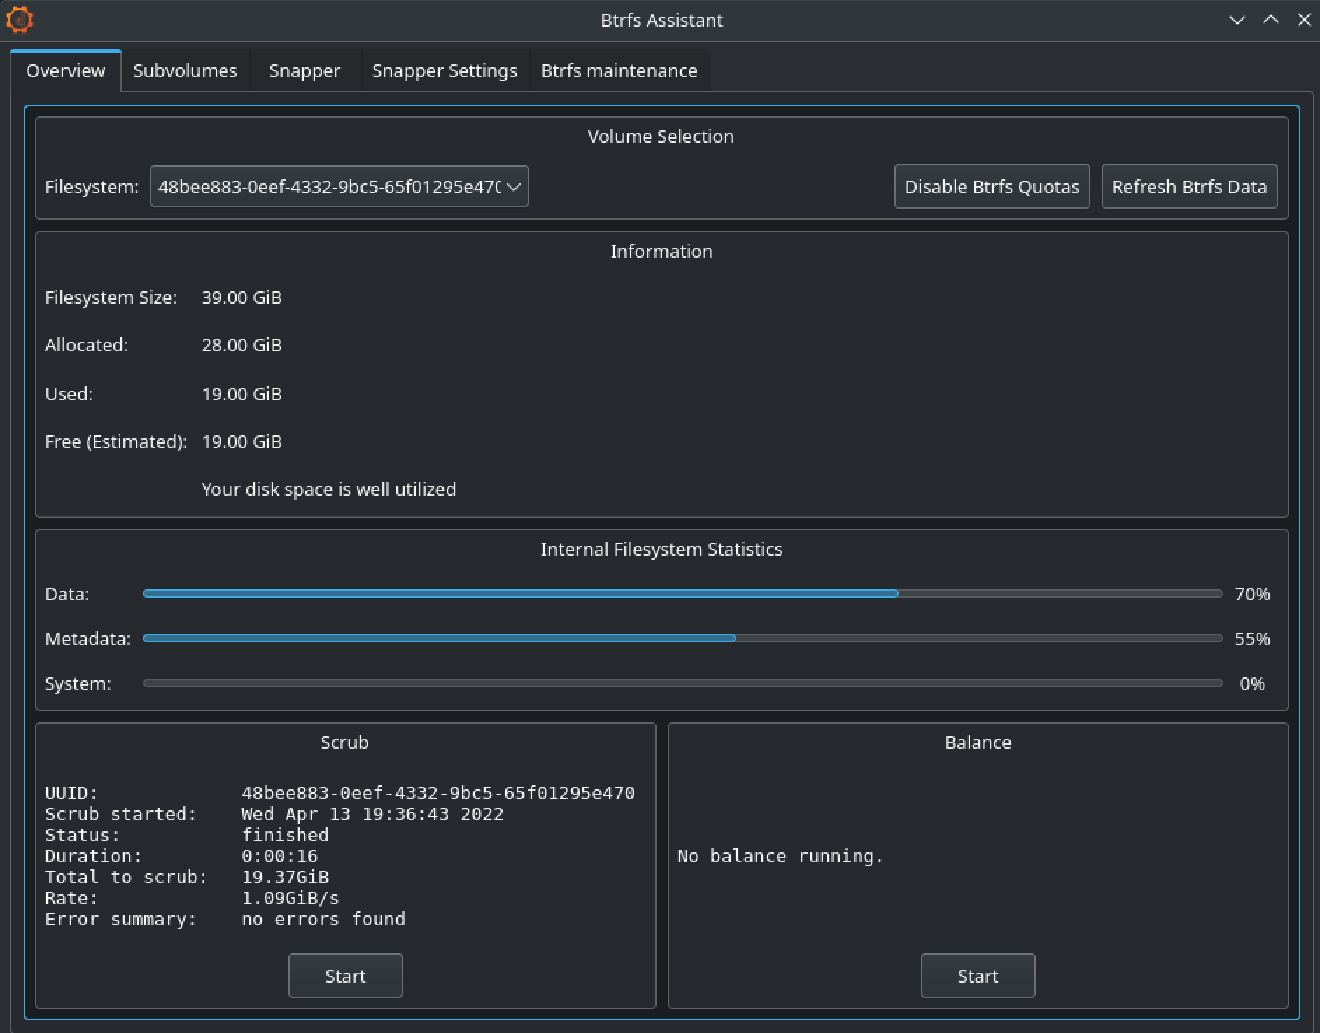 Btrfs Assistant
Overview Subvolumes Snapper Snapper Settings Btrfs maintenance
Volume Selection
Filesystem: 48bee883-0eef-4332-9bc5-65f01295e470 Disable Btrfs Quotas Refresh Btrfs Data
Information
Filesystem Size: 39.00 GiB
Allocated: 28.00 GiB
Used: 19.00 GiB
Free (Estimated): 19.00 GiB
Your disk space is well utilized
Internal Filesystem Statistics
Data: 70%
Metadata: 55%
System: 0%
Scrub
UUID: 48bee883-0eef-4332-9bc5-65f01295e470
Scrub started: Wed Apr 13 19:36:43 2022
Status: finished
Duration: 0:00:16
Total to scrub: 19.37GiB
Rate: 1.09GiB/s
Error summary: no errors found
Start
Balance
No balance running.
Start